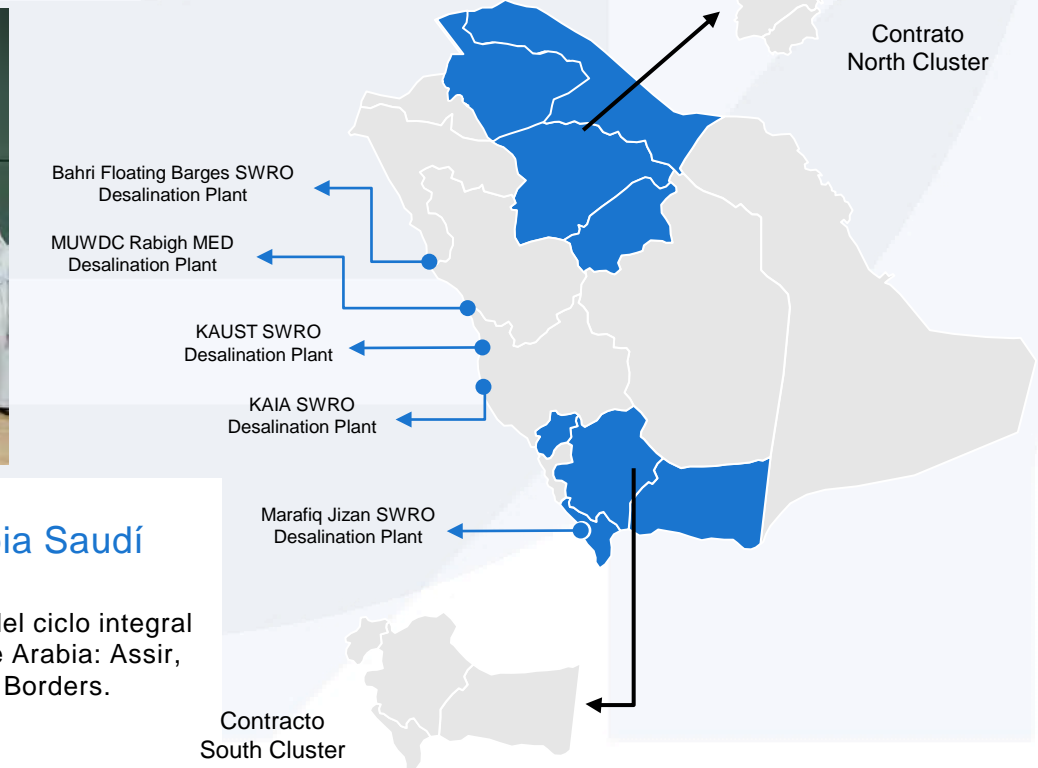 Contrato
North Cluster
Bahri Floating Barges SWRO
Desalination Plant
MUWDC Rabigh MED
Desalination Plant
KAUST SWRO
Desalination Plant
KAIA SWRO
Desalination Plant
Marafiq Jizan SWRO
Desalination Plant
Saudí
del ciclo integral
Arabia: Assir,
Borders.
Contracto
South Cluster